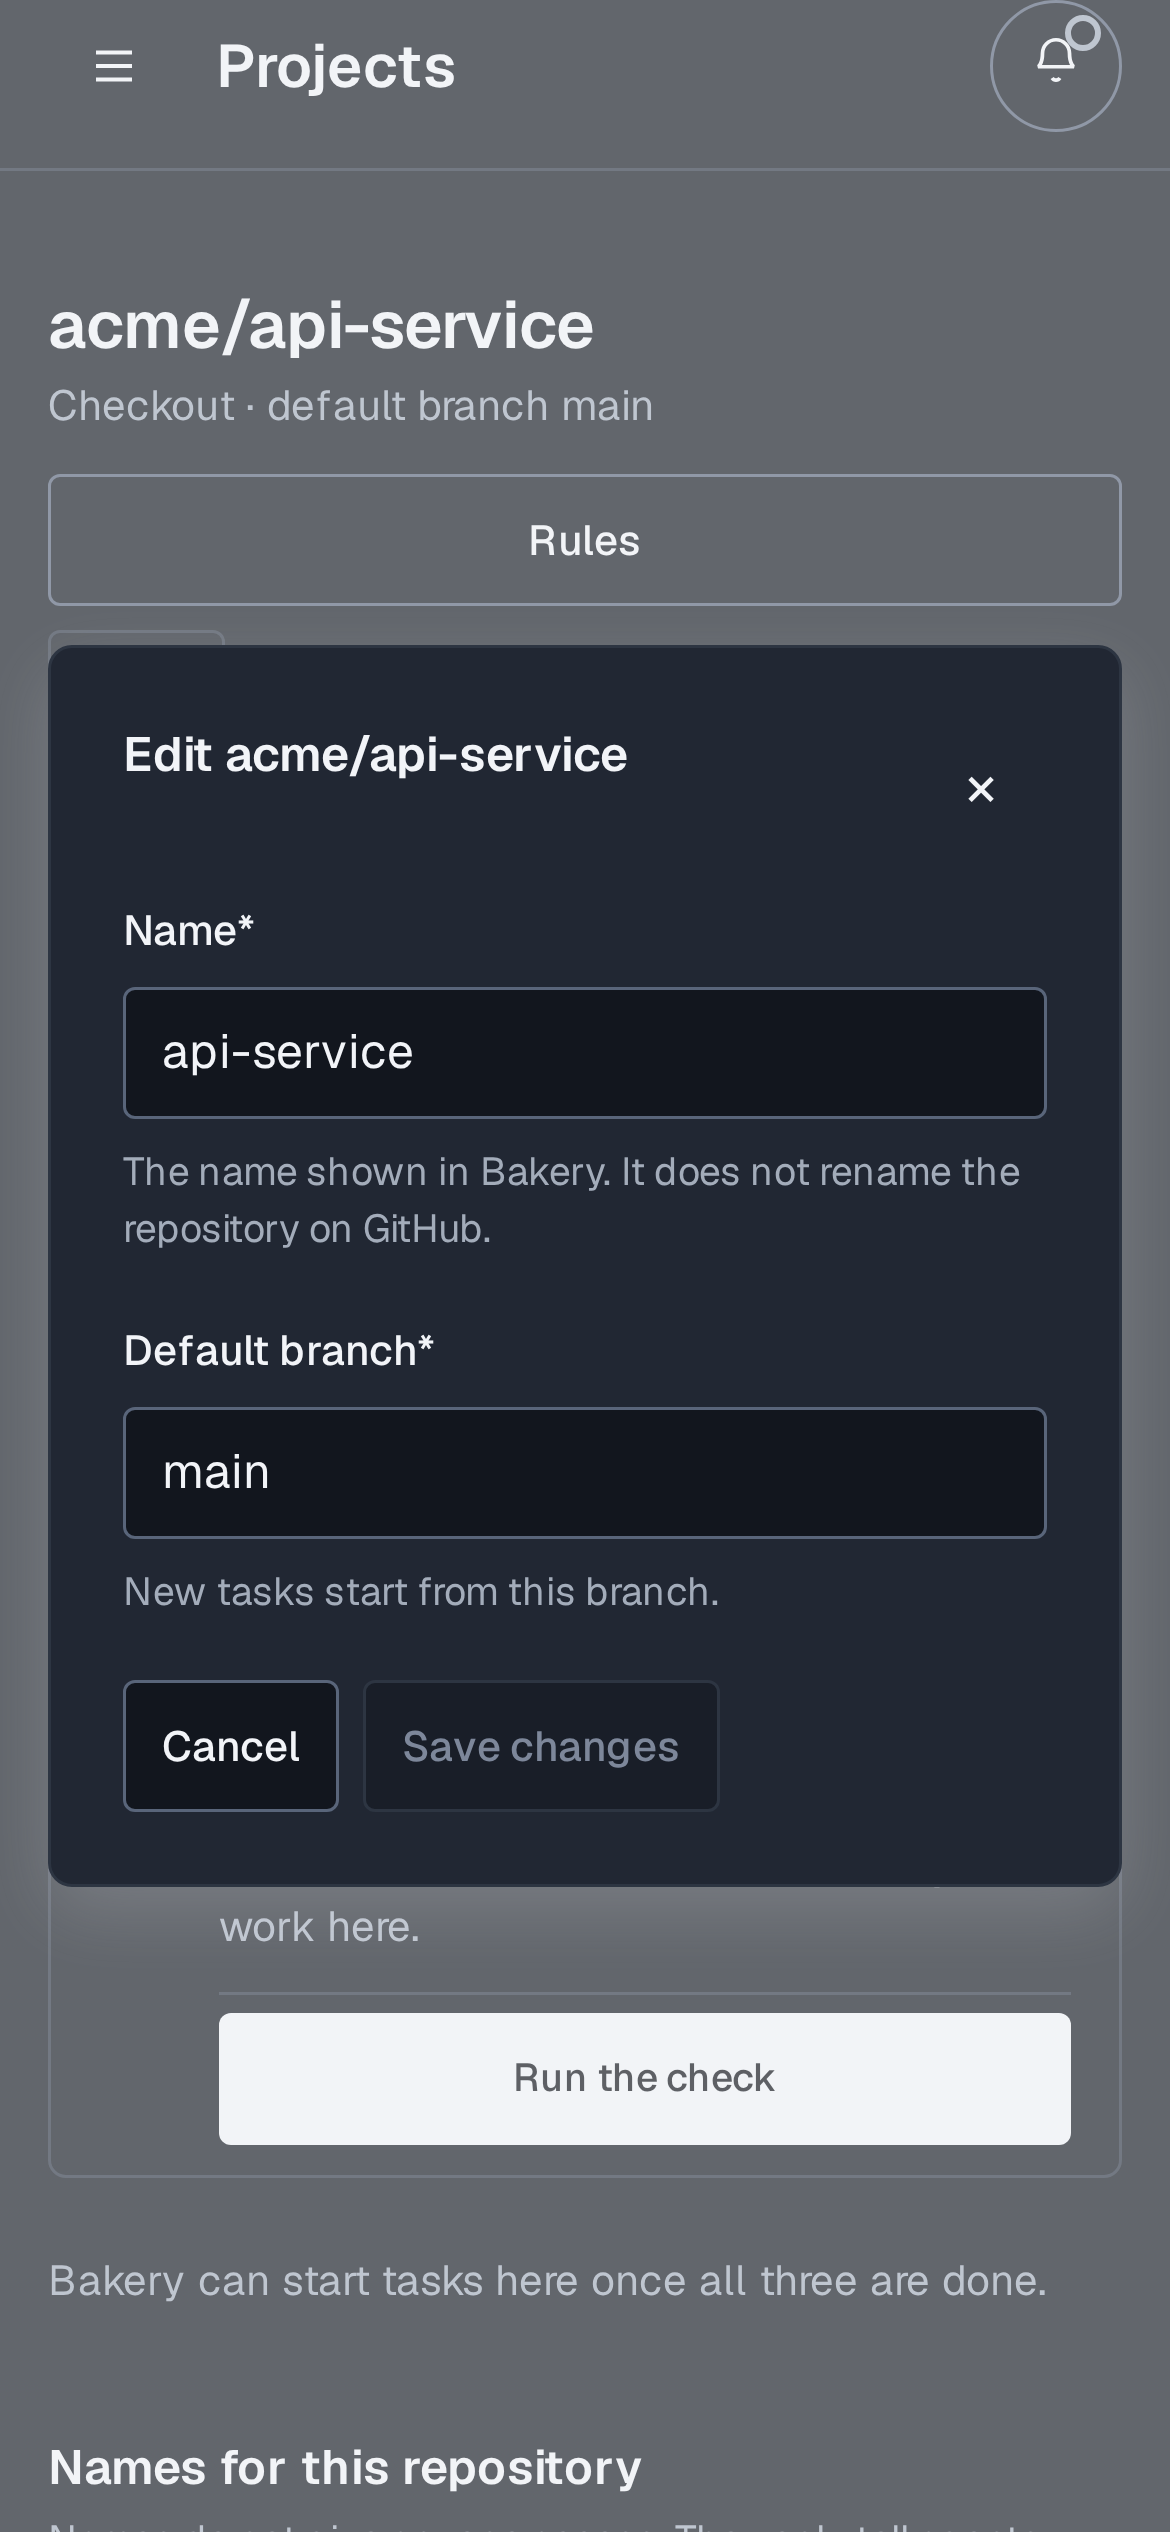 Projects
acme/api-service
Checkout · default branch main
Rules
Edit acme/api-service
Name*
api-service
The name shown in Bakery. It does not rename the
repository on GitHub.
Default branch*
main
New tasks start from this branch.
Cancel Save changes
work here.
Run the check
Bakery can start tasks here once all three are done.
Names for this repository